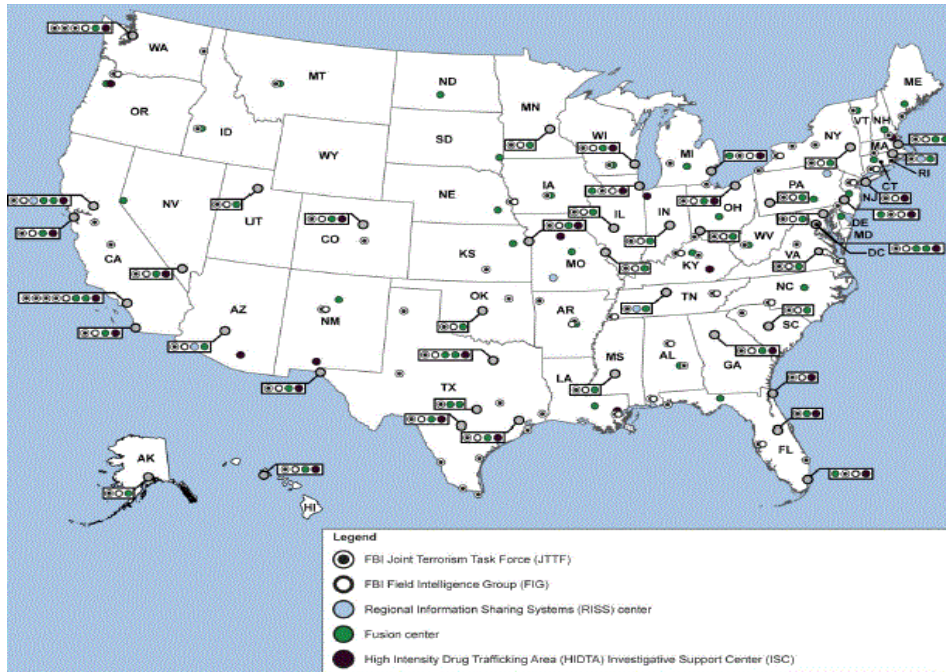 WA
ME
MT
ND
MN
VT
NH
OR
ID
WI
NY
MA
SD
MI
RI
WY
CT
IA
PA
NJ
NE
NV
OH
DE
UT
IL
IN
MD
CO
WV
DC
CA
KS
MO
VA
KY
NC
OK
TN
AZ
NM
AR
SC
MS
AL
GA
LA
TX
AK
FL
HI
Legend
FBI Joint Terrorism Task Force (JTTF)
FBI Field Intelligence Group (FIG)
Regional Information Sharing Systems (RISS) center
Fusion center
High Intensity Drug Trafficking Area (HIDTA) Investigative Support Center (ISC)